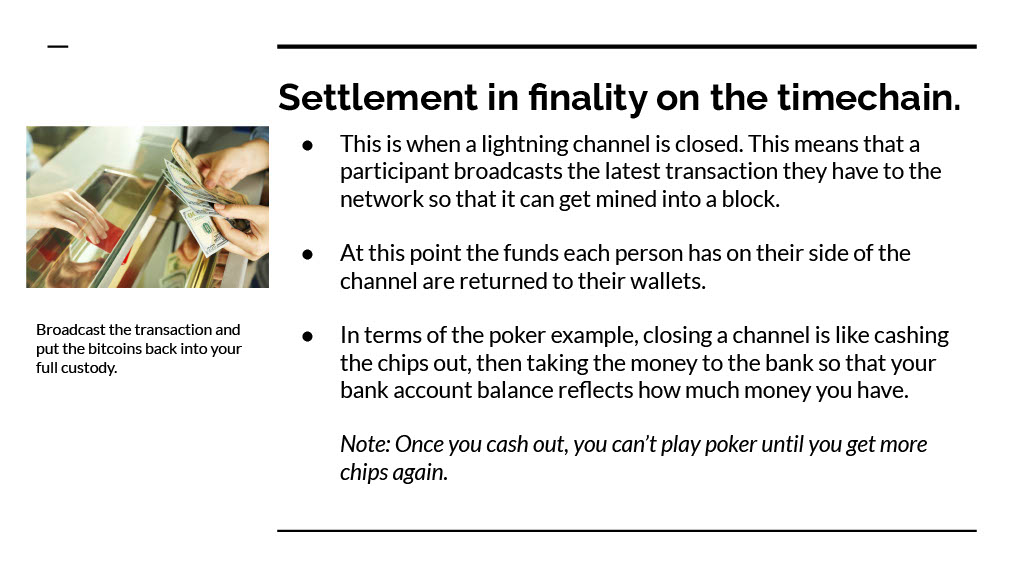 Settlement in finality on the timechain.
● This is when a lightning channel is closed. This means that a
participant broadcasts the latest transaction they have to the
network so that it can get mined into a block.
● At this point the funds each person has on their side of the
channel are returned to their wallets.
● In terms of the poker example, closing a channel is like cashing
the chips out, then taking the money to the bank so that your
bank account balance reflects how much money you have.
Note: Once you cash out, you can’t play poker until you get more
chips again.
Broadcast the transaction and
put the bitcoins back into your
full custody.